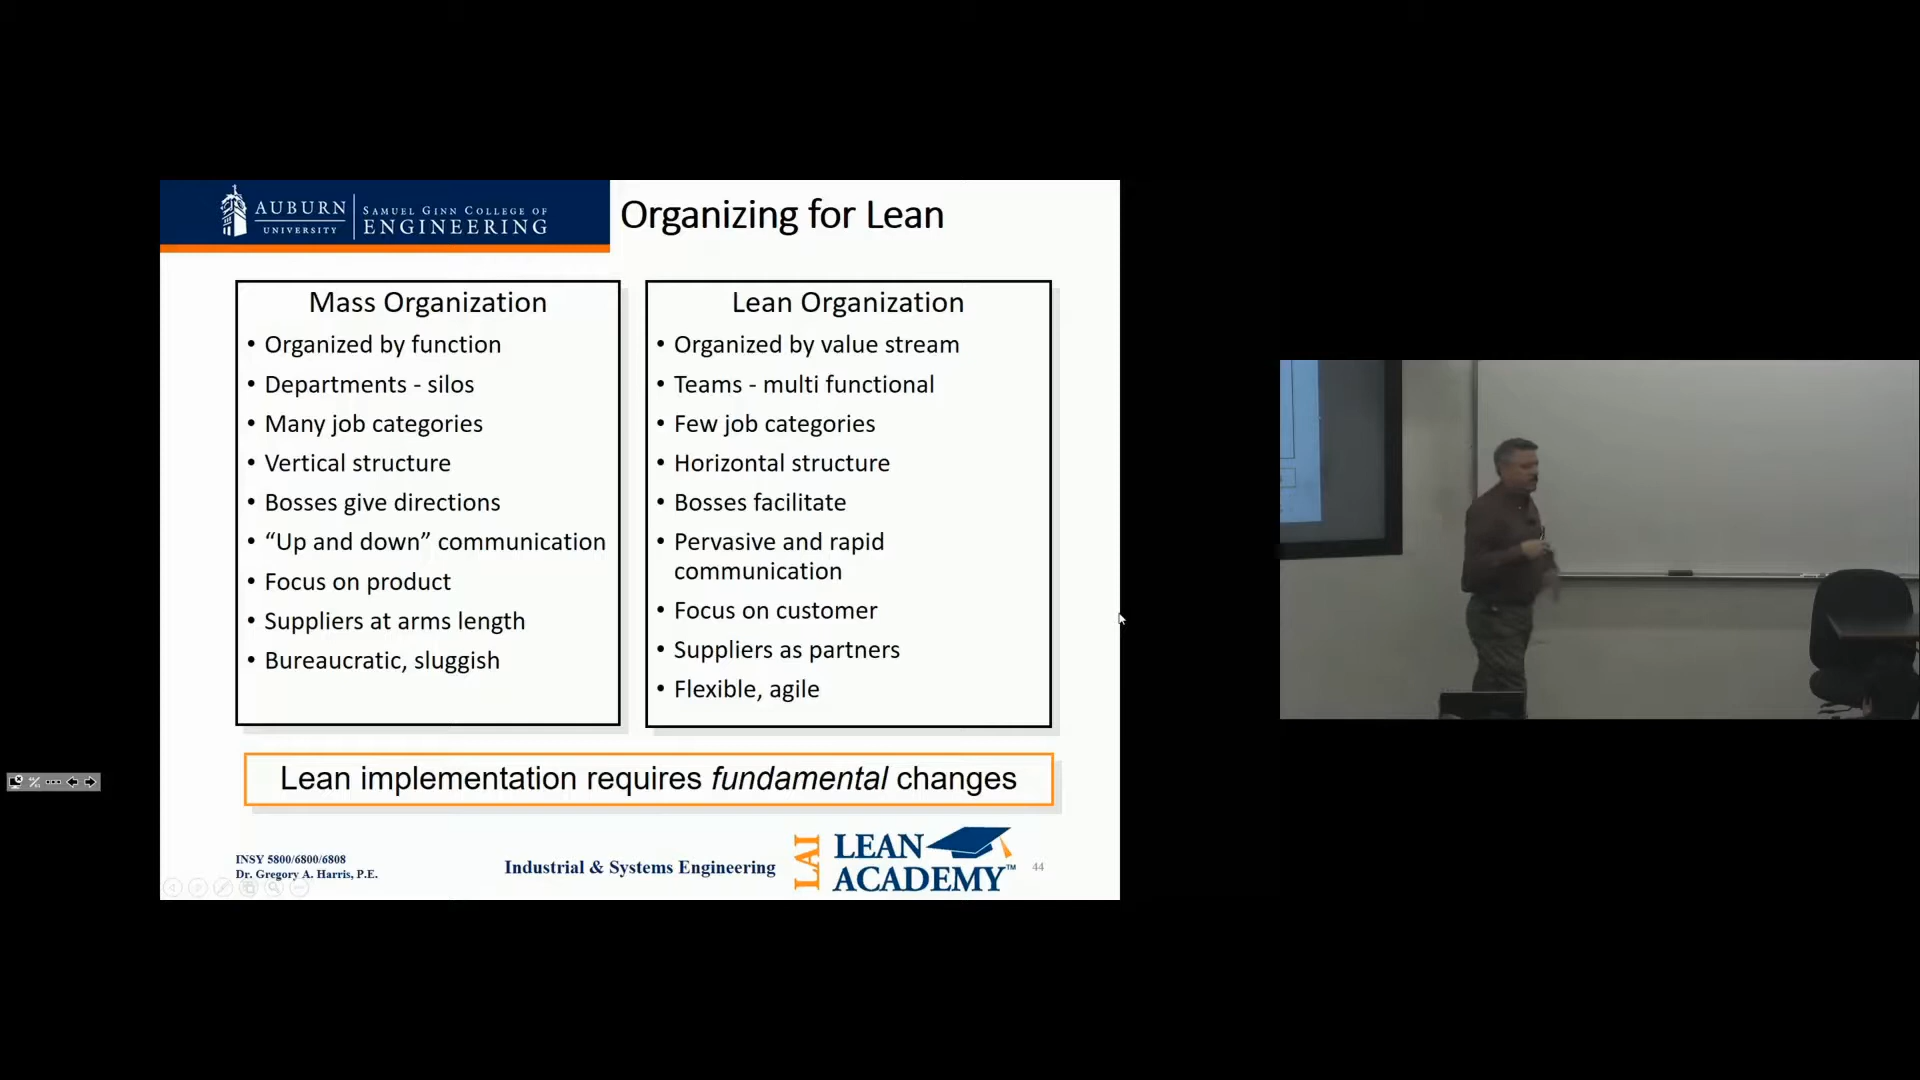 AUBURN
UNIVERSITY
SAMUEL GINN COLLEGE OF
ENGINEERING
Organizing for Lean
Mass Organization
• Organized by function
• Departments - silos
• Many job categories
• Vertical structure
• Bosses give directions
• “Up and down” communication
• Focus on product
• Suppliers at arms length
• Bureaucratic, sluggish
Lean Organization
• Organized by value stream
• Teams - multi functional
• Few job categories
• Horizontal structure
• Bosses facilitate
• Pervasive and rapid
communication
• Focus on customer
• Suppliers as partners
• Flexible, agile
Lean implementation requires fundamental changes
INSY 5800/6800/6808
Dr. Gregory A. Harris, P.E.
Industrial & Systems Engineering
LAI
LEAN
ACADEMY™
44